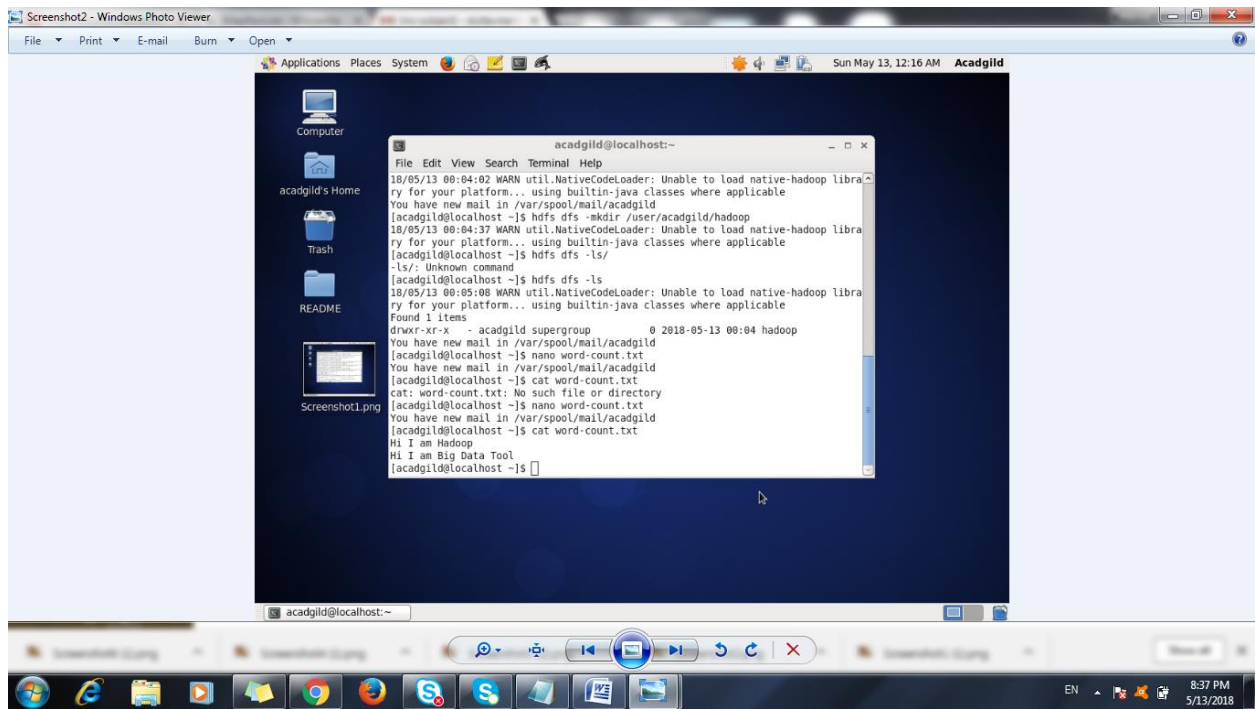 Screenshot2 - Windows Photo Viewer
File Print E-mail Burn Open
Applications Places System Sun May 13, 12:16 AM Acadgild
Computer
acadgild's Home
Trash
README
Screenshot1.png
acadgild@localhost:~
File Edit View Search Terminal Help
18/05/13 00:04:02 WARN util.NativeCodeLoader: Unable to load native-hadoop libra
ry for your platform... using builtin-java classes where applicable
You have new mail in /var/spool/mail/acadgild
[acadgild@localhost ~]$ hdfs dfs -mkdir /user/acadgild/hadoop
18/05/13 00:04:37 WARN util.NativeCodeLoader: Unable to load native-hadoop libra
ry for your platform... using builtin-java classes where applicable
[acadgild@localhost ~]$ hdfs dfs -ls/
-ls/: Unknown command
[acadgild@localhost ~]$ hdfs dfs -ls
18/05/13 00:05:08 WARN util.NativeCodeLoader: Unable to load native-hadoop libra
ry for your platform... using builtin-java classes where applicable
Found 1 items
drwxr-xr-x   - acadgild supergroup          0 2018-05-13 00:04 hadoop
You have new mail in /var/spool/mail/acadgild
[acadgild@localhost ~]$ nano word-count.txt
You have new mail in /var/spool/mail/acadgild
[acadgild@localhost ~]$ cat word-count.txt
cat: word-count.txt: No such file or directory
[acadgild@localhost ~]$ nano word-count.txt
You have new mail in /var/spool/mail/acadgild
[acadgild@localhost ~]$ cat word-count.txt
Hi I am Hadoop
Hi I am Big Data Tool
[acadgild@localhost ~]$
acadgild@localhost:~
EN 8:37 PM
5/13/2018